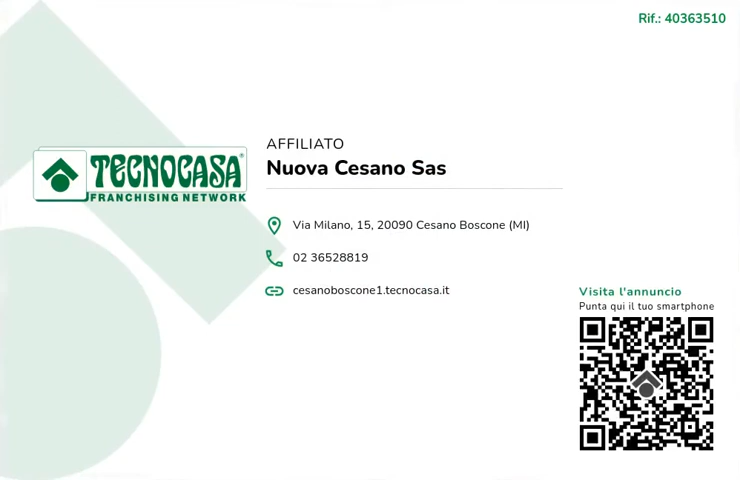 Rif.: 40363510
TECNOCASA®
FRANCHISING NETWORK
AFFILIATO
Nuova Cesano Sas
Via Milano, 15, 20090 Cesano Boscone (MI)
02 36528819
cesanoboscone1.tecnocasa.it
Visita l'annuncio
Punta qui il tuo smartphone